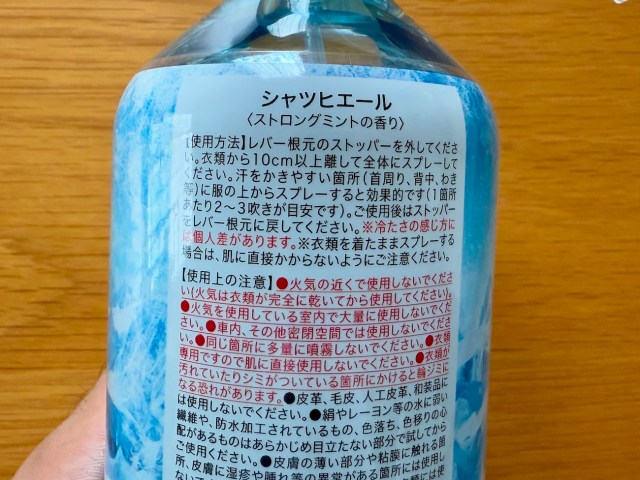 シャツヒエール
〈ストロングミントの香り〉
【使用方法】レバー根元のストッパーを外してくださ
い。衣類から10cm以上離して全体にスプレーして
ください。汗をかきやすい箇所(首周り、背中、わき
等)に服の上からスプレーすると効果的です(1箇所
あたり2〜3吹きが目安です)。ご使用後はストッパー
をレバー根元に戻してください。※冷たさの感じ方に
は個人差があります。※衣類を着たままスプレーする
場合は、肌に直接かからないようにご注意ください。
【使用上の注意】●火気の近くで使用しないでくださ
い(火気は衣類が完全に乾いてから使用してください)。
●火気を使用している室内で大量に使用しないでくだ
さい。●車内、その他密閉空間では使用しないでくださ
い。●同じ箇所に多量に噴霧しないでください。●衣類
専用ですので肌に直接使用しないでください。●衣類が
汚れていたりシミがついている箇所にかけると輪ジミに
なる恐れがあります。●皮革、毛皮、人工皮革、和装品に
は使用しないでください。●絹やレーヨン等の水に弱い
繊維や、防水加工されているもの、色落ち、色移りの心
配があるものはあらかじめ目立たない部分で試してから
ご使用ください。●皮膚の薄い部分や粘膜に触れる箇
所、皮膚に湿疹や腫れ等の異常がある箇所には使用し